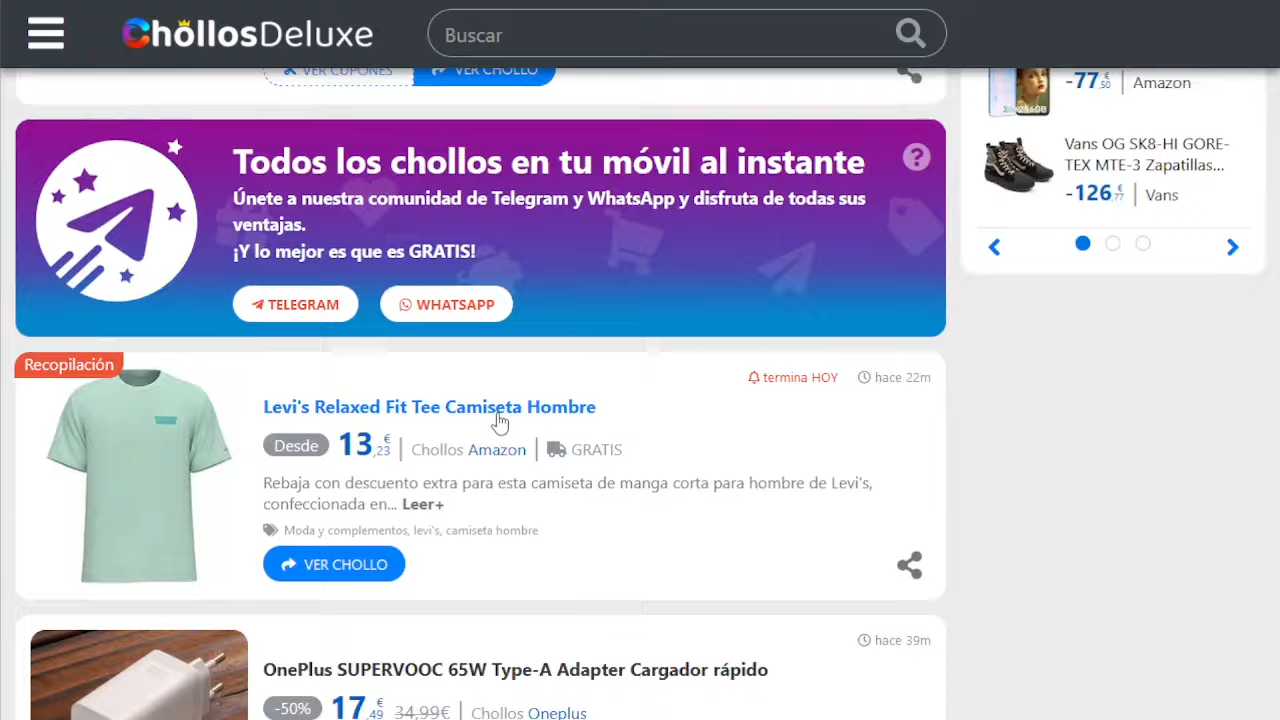 ChollosDeluxe
Buscar
VER CUPONES
VER CHOLLO
-77,50€ | Amazon
Vans OG SK8-HI GORE-
TEX MTE-3 Zapatillas...
-126,77€ | Vans
Todos los chollos en tu móvil al instante
Únete a nuestra comunidad de Telegram y WhatsApp y disfruta de todas sus
ventajas.
¡Y lo mejor es que es GRATIS!
TELEGRAM
WHATSAPP
Recopilación
termina HOY
hace 22m
Levi's Relaxed Fit Tee Camiseta Hombre
Desde 13,23€ | Chollos Amazon | GRATIS
Rebaja con descuento extra para esta camiseta de manga corta para hombre de Levi's,
confeccionada en... Leer+
Moda y complementos, levi's, camiseta hombre
VER CHOLLO
hace 39m
OnePlus SUPERVOOC 65W Type-A Adapter Cargador rápido
-50% 17,49€ 34,99€ | Chollos Oneplus